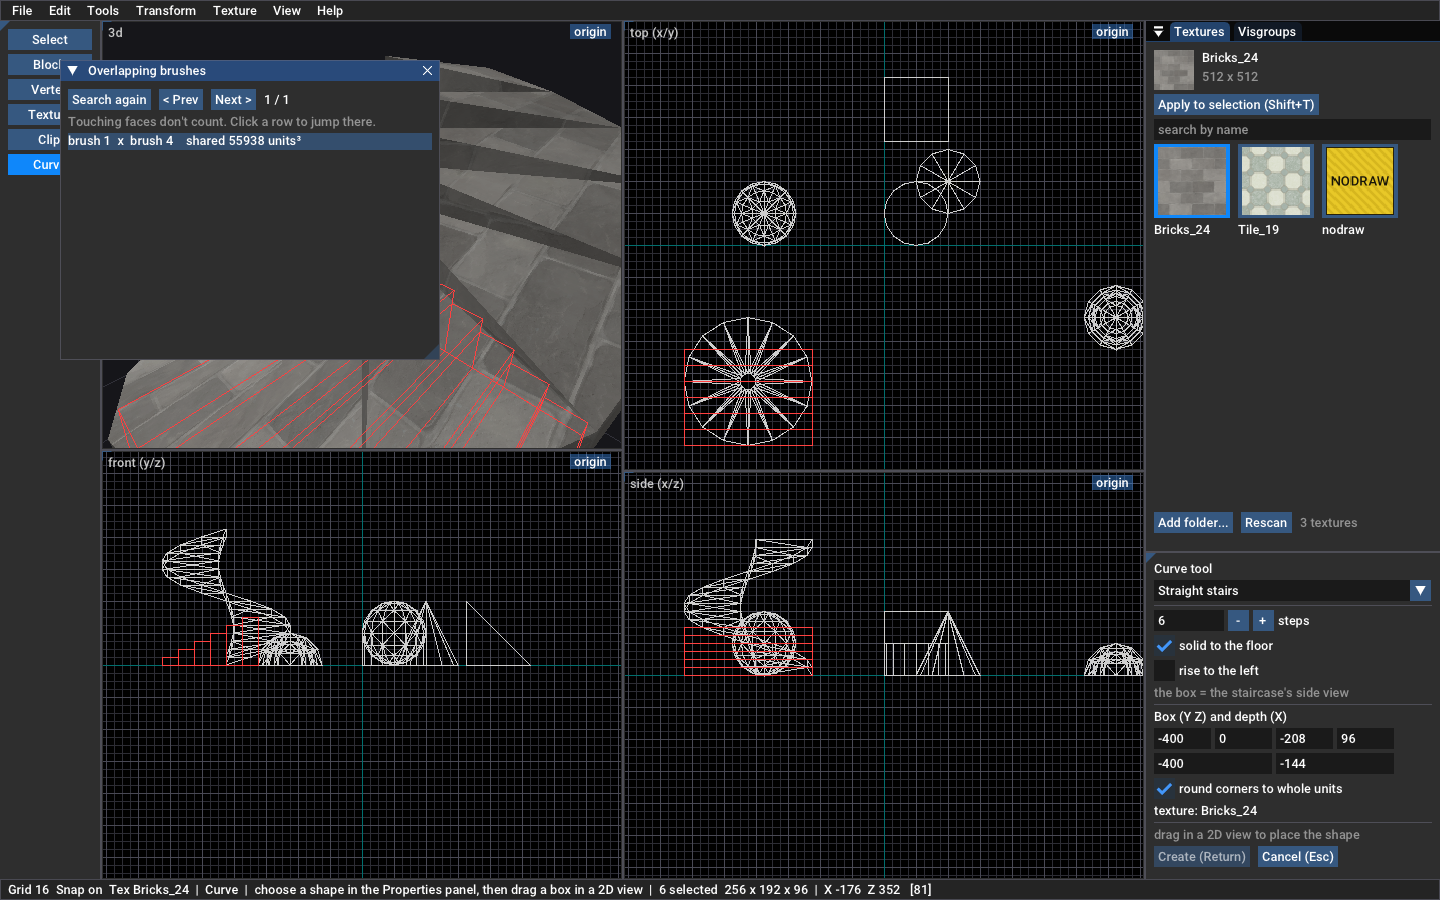 File Edit Tools Transform Texture View Help
Select
Block
Verte
Textu
Clip
Curv
3d
origin
Overlapping brushes
Search again
< Prev
Next >
1 / 1
Touching faces don't count. Click a row to jump there.
brush 1 x brush 4 shared 55938 units³
top (x/y)
origin
front (y/z)
origin
side (x/z)
origin
Textures
Visgroups
Bricks_24
512 x 512
Apply to selection (Shift+T)
search by name
NODRAW
Bricks_24
Tile_19
nodraw
Add folder...
Rescan
3 textures
Curve tool
Straight stairs
6
-
+
steps
solid to the floor
rise to the left
the box = the staircase's side view
Box (Y Z) and depth (X)
-400 0 -208 96
-400 -144
round corners to whole units
texture: Bricks_24
drag in a 2D view to place the shape
Create (Return)
Cancel (Esc)
Grid 16 Snap on Tex Bricks_24 | Curve | choose a shape in the Properties panel, then drag a box in a 2D view | 6 selected 256 x 192 x 96 | X -176 Z 352 [81]